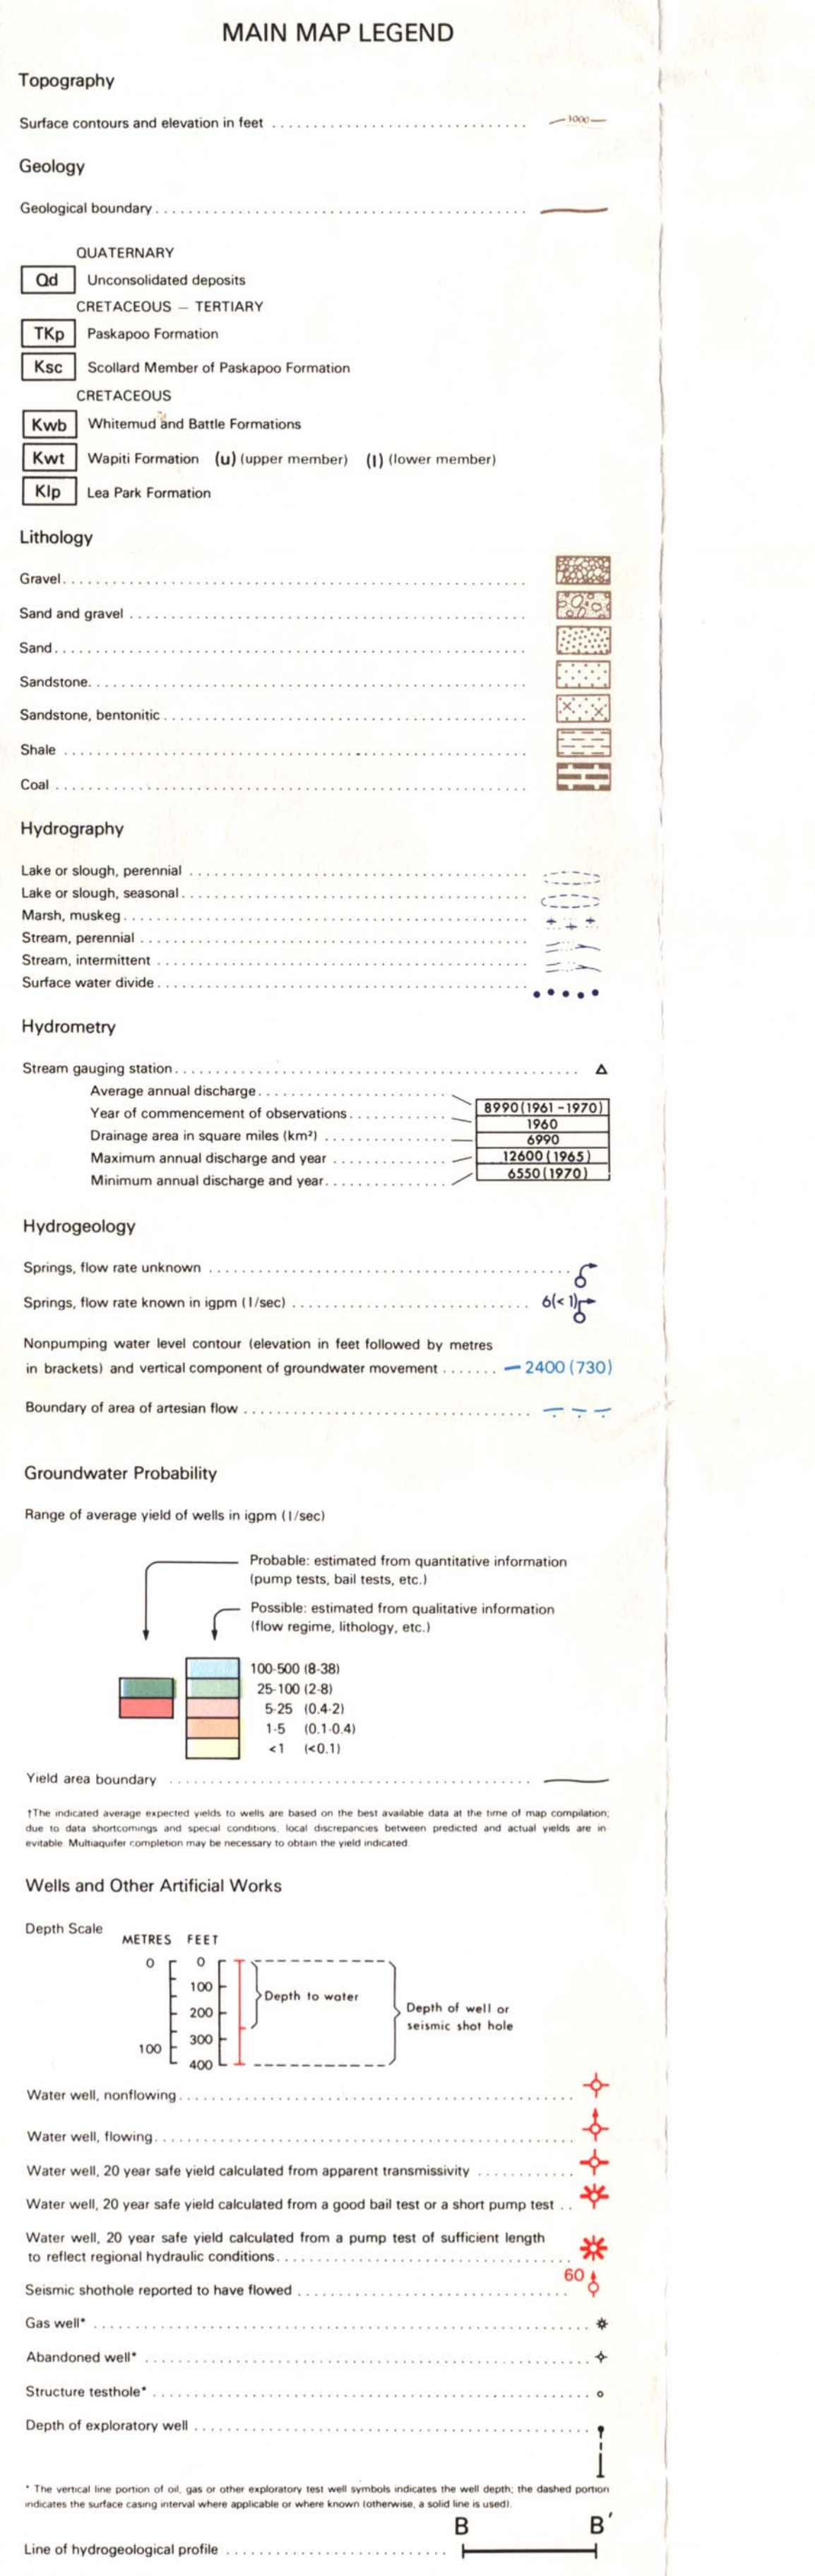 MAIN MAP LEGEND
Topography
Surface contours and elevation in feet
3000
Geology
Geological boundary
QUATERNARY
Qd Unconsolidated deposits
CRETACEOUS – TERTIARY
TKp Paskapoo Formation
Ksc Scollard Member of Paskapoo Formation
CRETACEOUS
Kwb Whitemud and Battle Formations
Kwt Wapiti Formation (u) (upper member) (l) (lower member)
Klp Lea Park Formation
Lithology
Gravel
Sand and gravel
Sand
Sandstone
Sandstone, bentonitic
Shale
Coal
Hydrography
Lake or slough, perennial
Lake or slough, seasonal
Marsh, muskeg
Stream, perennial
Stream, intermittent
Surface water divide
Hydrometry
Stream gauging station
Average annual discharge 8990(1961-1970)
Year of commencement of observations 1960
Drainage area in square miles (km²) 6990
Maximum annual discharge and year 12600 (1965)
Minimum annual discharge and year 6550(1970)
Hydrogeology
Springs, flow rate unknown
Springs, flow rate known in igpm (l/sec) 6(<1)
Nonpumping water level contour (elevation in feet followed by metres
in brackets) and vertical component of groundwater movement 2400 (730)
Boundary of area of artesian flow
Groundwater Probability
Range of average yield of wells in igpm (l/sec)
Probable: estimated from quantitative information
(pump tests, bail tests, etc.)
Possible: estimated from qualitative information
(flow regime, lithology, etc.)
100-500 (8-38)
25-100 (2-8)
5-25 (0.4-2)
1-5 (0.1-0.4)
<1 (<0.1)
Yield area boundary
†The indicated average expected yields to wells are based on the best available data at the time of map compilation;
due to data shortcomings and special conditions, local discrepancies between predicted and actual yields are in
evitable. Multiaquifer completion may be necessary to obtain the yield indicated.
Wells and Other Artificial Works
Depth Scale
METRES FEET
0 0
100
200
300
100
400
Depth to water
Depth of well or
seismic shot hole
Water well, nonflowing
Water well, flowing
Water well, 20 year safe yield calculated from apparent transmissivity
Water well, 20 year safe yield calculated from a good bail test or a short pump test
Water well, 20 year safe yield calculated from a pump test of sufficient length
to reflect regional hydraulic conditions
60
Seismic shothole reported to have flowed
Gas well*
Abandoned well*
Structure testhole*
Depth of exploratory well
* The vertical line portion of oil, gas or other exploratory test well symbols indicates the well depth; the dashed portion
indicates the surface casing interval where applicable or where known (otherwise, a solid line is used).
B B′
Line of hydrogeological profile